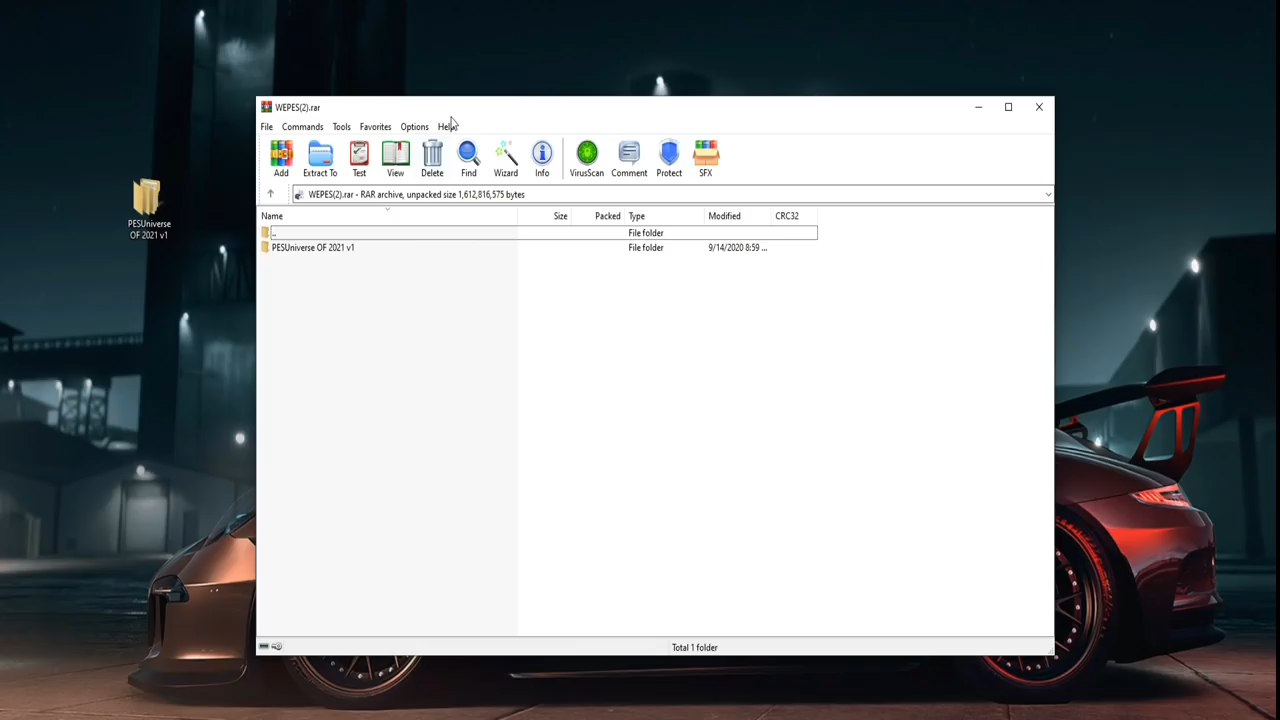 WEPES(2).rar
File Commands Tools Favorites Options Help
Add Extract To Test View Delete Find Wizard Info VirusScan Comment Protect SFX
WEPES(2).rar - RAR archive, unpacked size 1,612,816,575 bytes
Name Size Packed Type Modified CRC32
.. File folder
PESUniverse OF 2021 v1 File folder 9/14/2020 8:59 ...
PESUniverse
OF 2021 v1
Total 1 folder